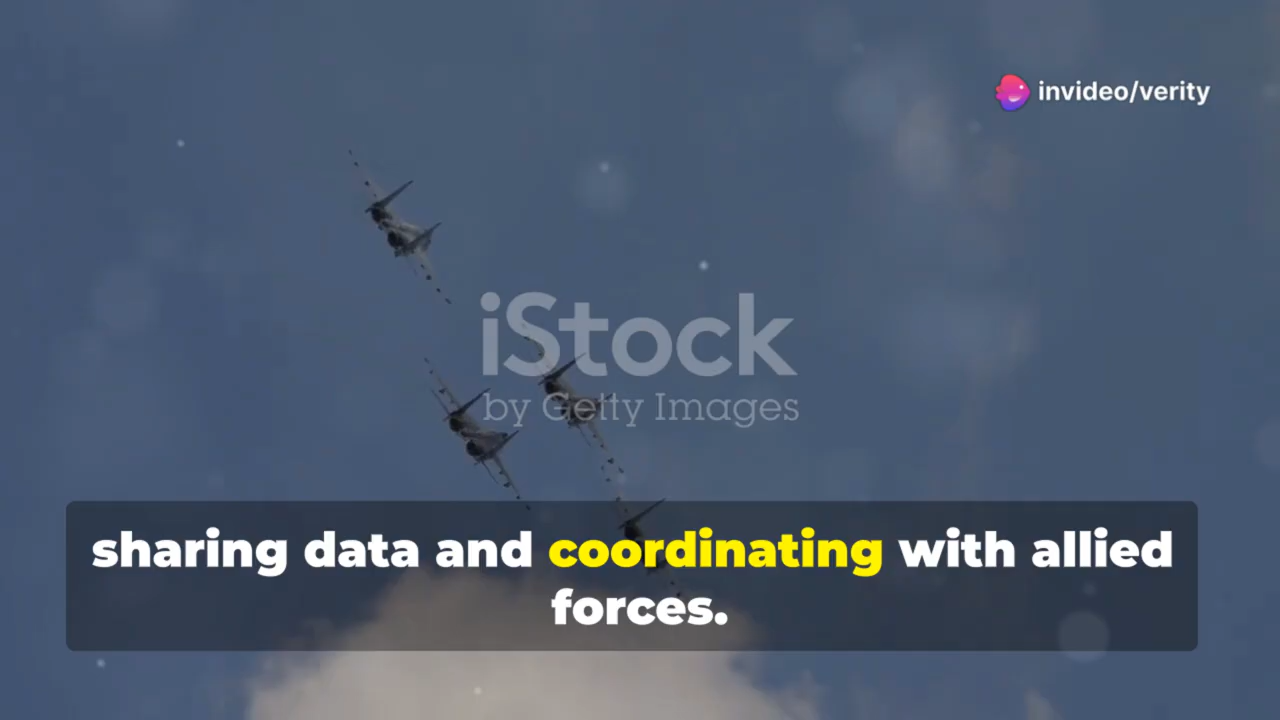 invideo/verity
iStock
by Getty Images
sharing data and coordinating with allied
forces.